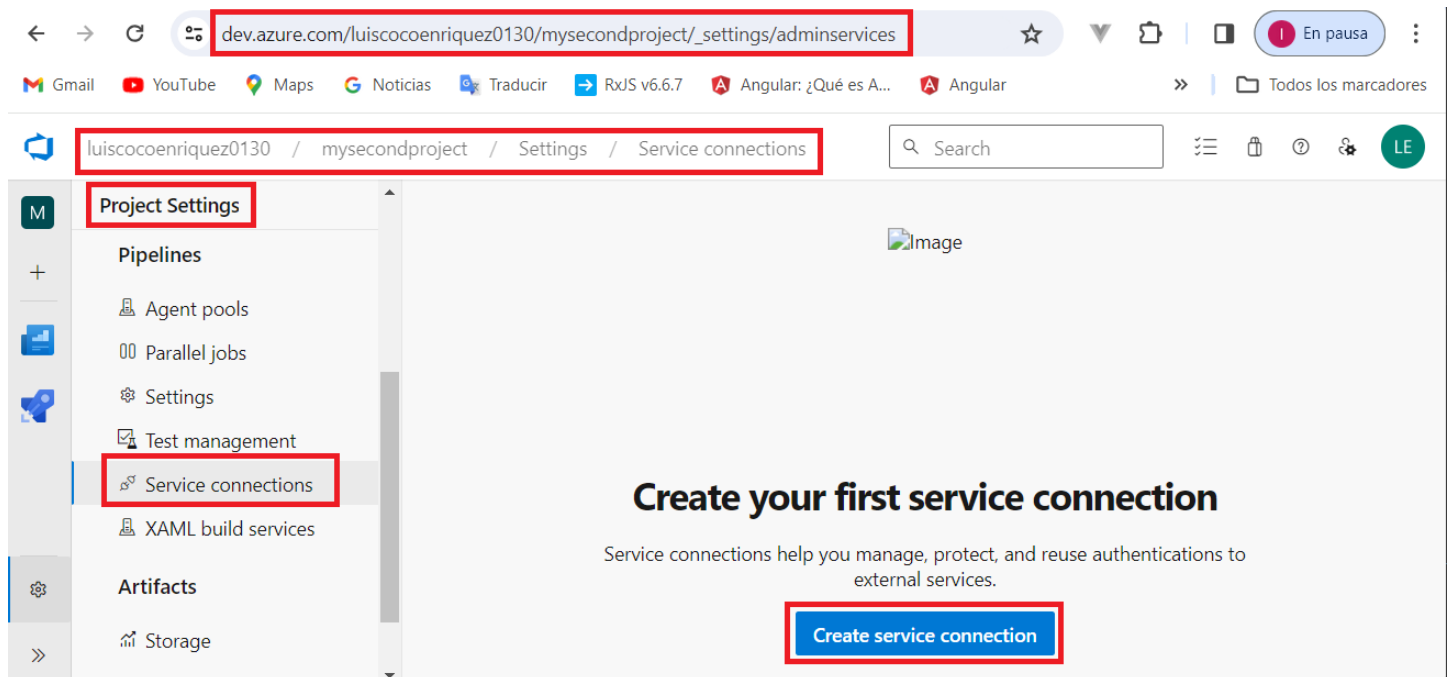 dev.azure.com/luiscocoenriquez0130/mysecondproject/_settings/adminservices
I En pausa
Gmail YouTube Maps Noticias Traducir RxJS v6.6.7 Angular: ¿Qué es A... Angular » Todos los marcadores
luiscocoenriquez0130 / mysecondproject / Settings / Service connections Search LE
M Project Settings
Pipelines
Agent pools
Parallel jobs
Settings
Test management
Service connections
XAML build services
Artifacts
Storage
Image
Create your first service connection
Service connections help you manage, protect, and reuse authentications to
external services.
Create service connection